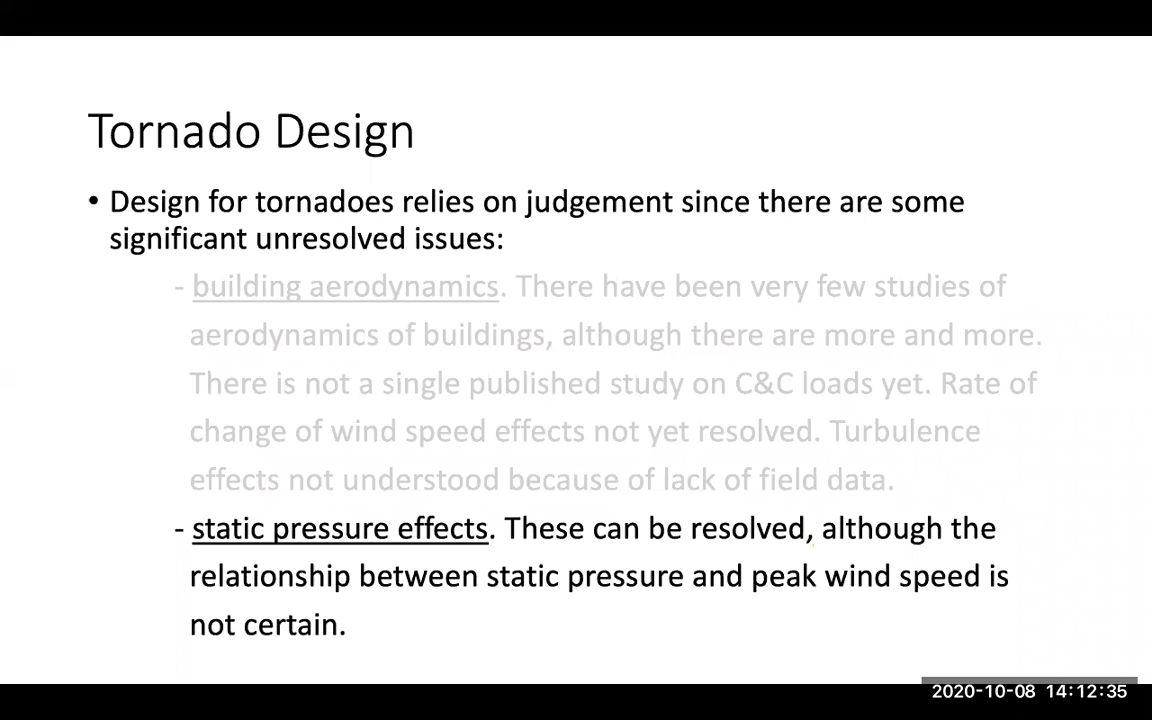 Tornado Design
• Design for tornadoes relies on judgement since there are some
significant unresolved issues:
- building aerodynamics. There have been very few studies of
aerodynamics of buildings, although there are more and more.
There is not a single published study on C&C loads yet. Rate of
change of wind speed effects not yet resolved. Turbulence
effects not understood because of lack of field data.
- static pressure effects. These can be resolved, although the
relationship between static pressure and peak wind speed is
not certain.
2020-10-08 14:12:35